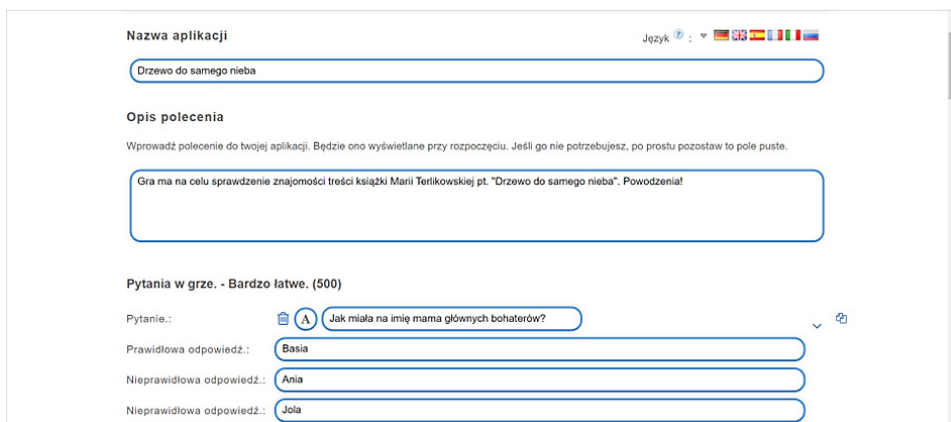 Nazwa aplikacji
Język ? :
Drzewo do samego nieba
Opis polecenia
Wprowadź polecenie do twojej aplikacji. Będzie ono wyświetlane przy rozpoczęciu. Jeśli go nie potrzebujesz, po prostu pozostaw to pole puste.
Gra ma na celu sprawdzenie znajomości treści książki Marii Terlikowskiej pt. "Drzewo do samego nieba". Powodzenia!
Pytania w grze. - Bardzo łatwe. (500)
Pytanie.: A Jak miała na imię mama głównych bohaterów?
Prawidłowa odpowiedź.: Basia
Nieprawidłowa odpowiedź.: Ania
Nieprawidłowa odpowiedź.: Jola